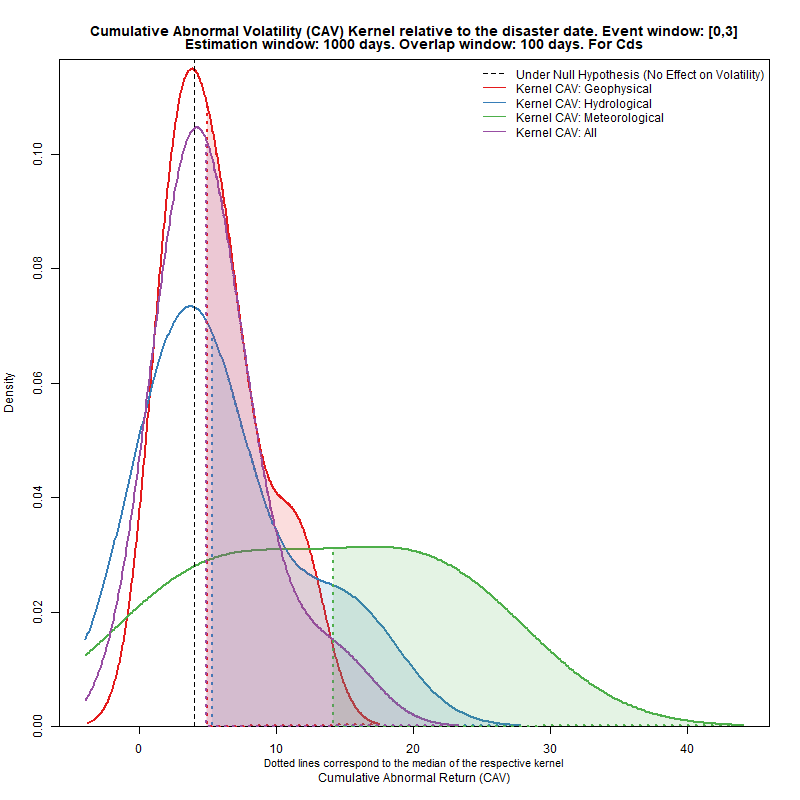 Cumulative Abnormal Volatility (CAV) Kernel relative to the disaster date. Event window: [0,3]
Estimation window: 1000 days. Overlap window: 100 days. For Cds
Under Null Hypothesis (No Effect on Volatility)
Kernel CAV: Geophysical
Kernel CAV: Hydrological
Kernel CAV: Meteorological
Kernel CAV: All
Density
0.10
0.08
0.06
0.04
0.02
0.00
0 10 20 30 40
Dotted lines correspond to the median of the respective kernel
Cumulative Abnormal Return (CAV)